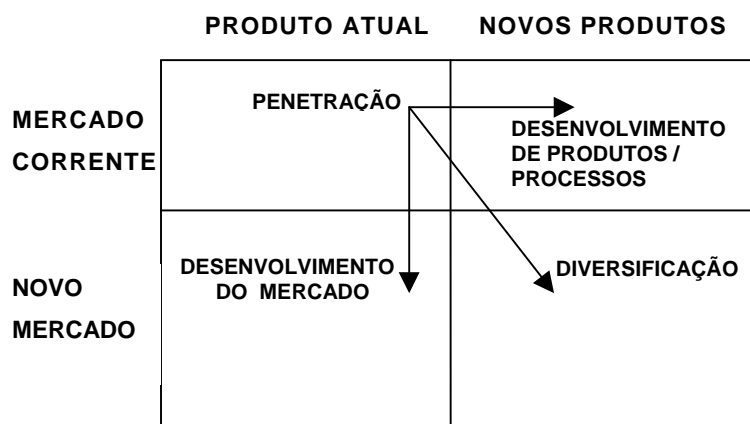 PRODUTO ATUAL NOVOS PRODUTOS
MERCADO
CORRENTE
PENETRAÇÃO
DESENVOLVIMENTO
DE PRODUTOS /
PROCESSOS
NOVO
MERCADO
DESENVOLVIMENTO
DO MERCADO
DIVERSIFICAÇÃO